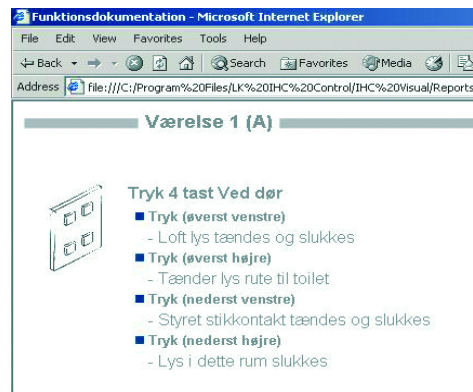 Funktionsdokumentation - Microsoft Internet Explorer
File Edit View Favorites Tools Help
Back Search Favorites Media
Address file:///C:/Program%20Files/LK%20IHC%20Control/IHC%20Visual/Reports
Værelse 1 (A)
Tryk 4 tast Ved dør
Tryk (øverst venstre)
- Loft lys tændes og slukkes
Tryk (øverst højre)
- Tænder lys rute til toilet
Tryk (nederst venstre)
- Styret stikkontakt tændes og slukkes
Tryk (nederst højre)
- Lys i dette rum slukkes